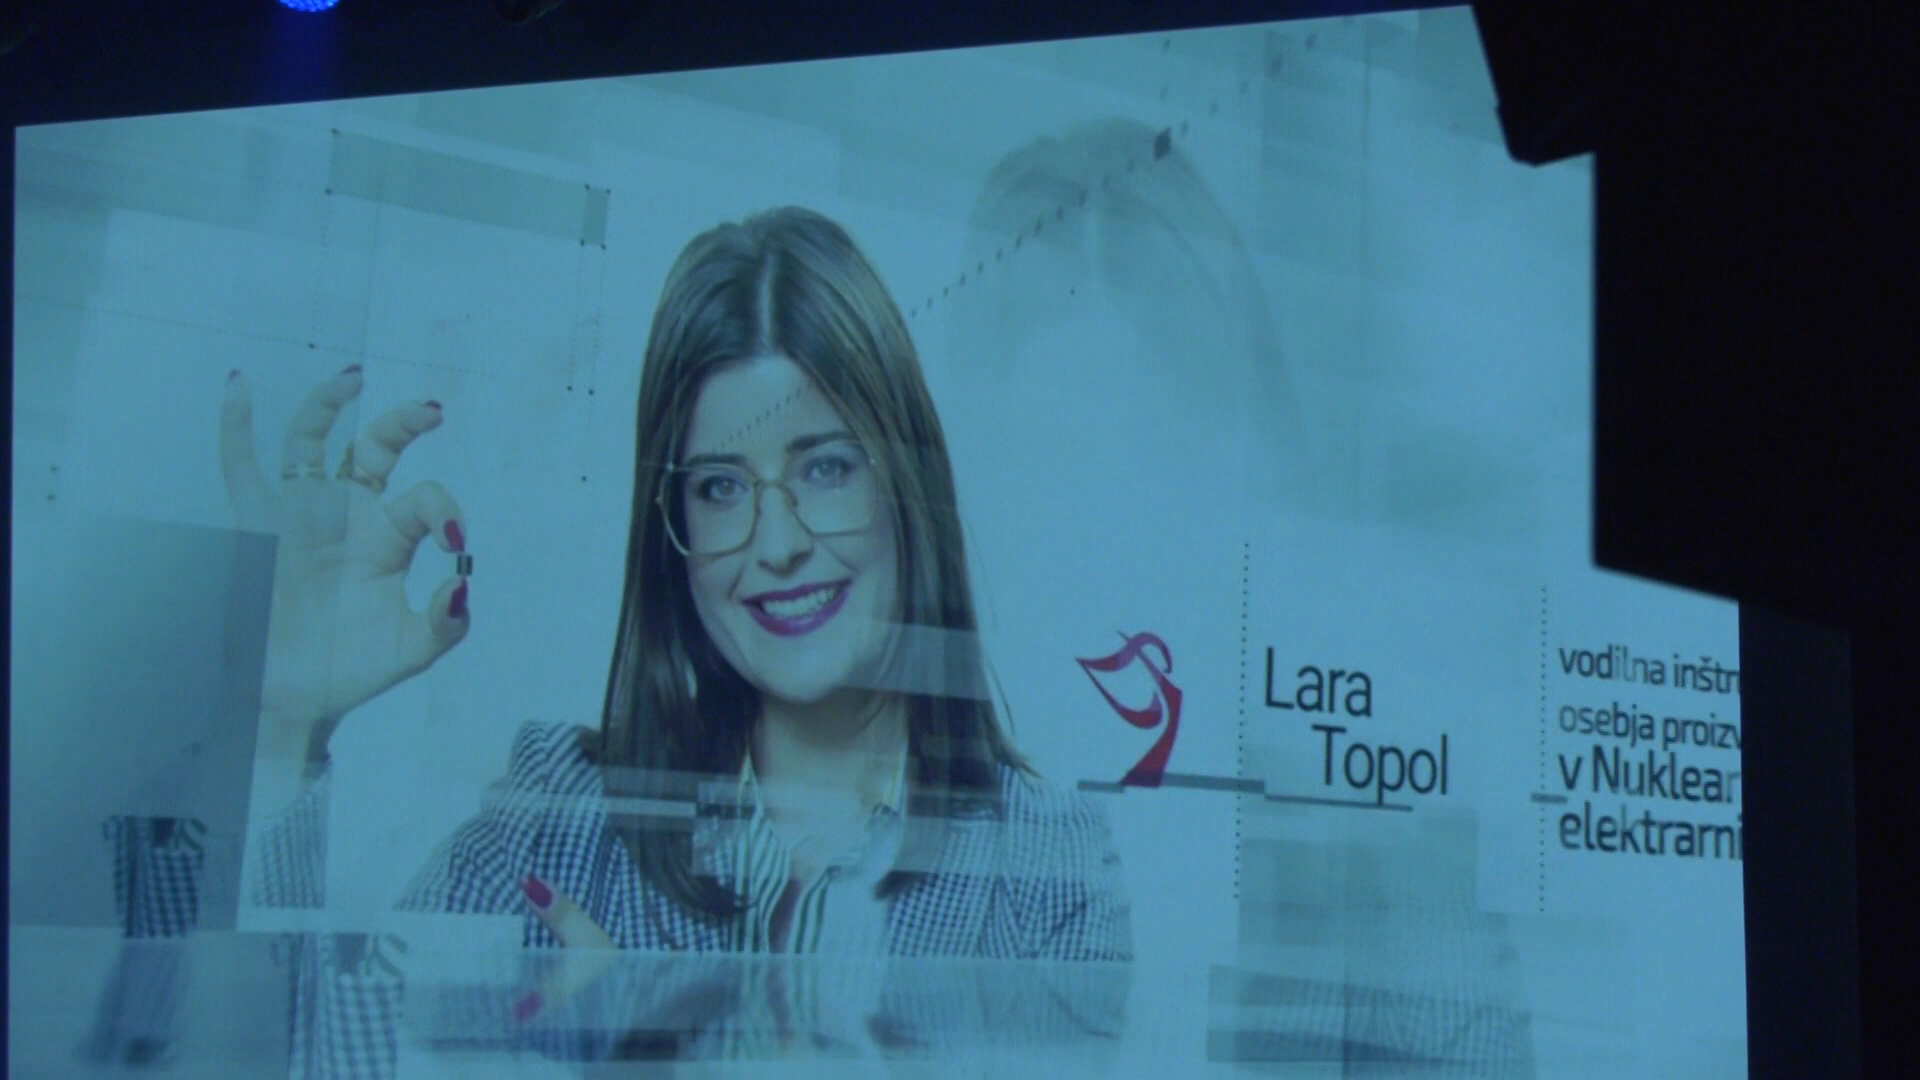 Lara
Topol
vodilna inštr
osebja proizv
v Nuklear
elektrarni